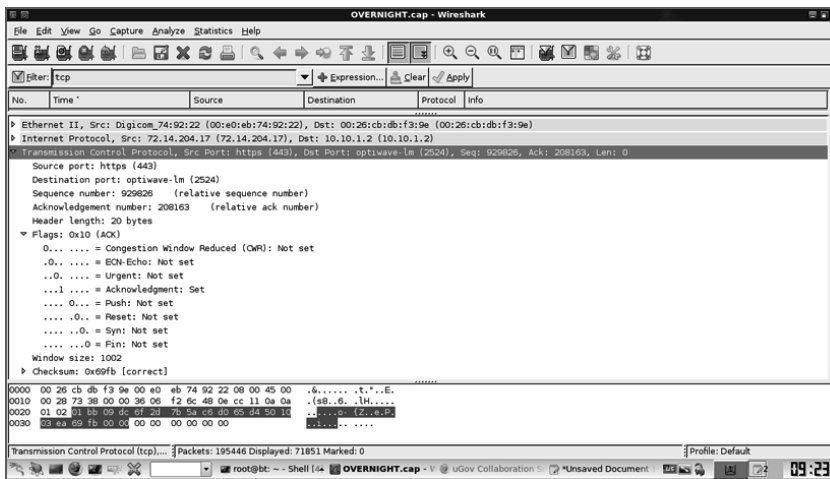 OVERNIGHT.cap - Wireshark
File Edit View Go Capture Analyze Statistics Help
Filter: tcp Expression... Clear Apply
No. Time Source Destination Protocol Info
Ethernet II, Src: Digicom_74:92:22 (00:e0:eb:74:92:22), Dst: 00:26:cb:db:f3:9e (00:26:cb:db:f3:9e)
Internet Protocol, Src: 72.14.204.17 (72.14.204.17), Dst: 10.10.1.2 (10.10.1.2)
Transmission Control Protocol, Src Port: https (443), Dst Port: optiwave-lm (2524), Seq: 929826, Ack: 208163, Len: 0
Source port: https (443)
Destination port: optiwave-lm (2524)
Sequence number: 929826 (relative sequence number)
Acknowledgement number: 208163 (relative ack number)
Header length: 20 bytes
Flags: 0x10 (ACK)
0... .... = Congestion Window Reduced (CWR): Not set
.0.. .... = ECN-Echo: Not set
..0. .... = Urgent: Not set
...1 .... = Acknowledgment: Set
.... 0... = Push: Not set
.... .0.. = Reset: Not set
.... ..0. = Syn: Not set
.... ...0 = Fin: Not set
Window size: 1002
Checksum: 0x69fb [correct]
0000 00 26 cb db f3 9e 00 e0 eb 74 92 22 08 00 45 00 .&...... .t."..E.
0010 00 28 73 38 00 00 36 06 f2 6c 48 0e cc 11 0a 0a .(s8..6. .lH.....
0020 01 02 01 bb 09 dc 6f 2d 7b 5a c6 d0 65 d4 50 10 ......o- {Z..e.P.
0030 03 ea 69 fb 00 00 00 00 00 00 00 00 ..i..... ....
Transmission Control Protocol (tcp),... Packets: 195446 Displayed: 71851 Marked: 0 Profile: Default
root@bt: ~ - Shell OVERNIGHT.cap - uGov Collaboration *Unsaved Document US 2 09:23